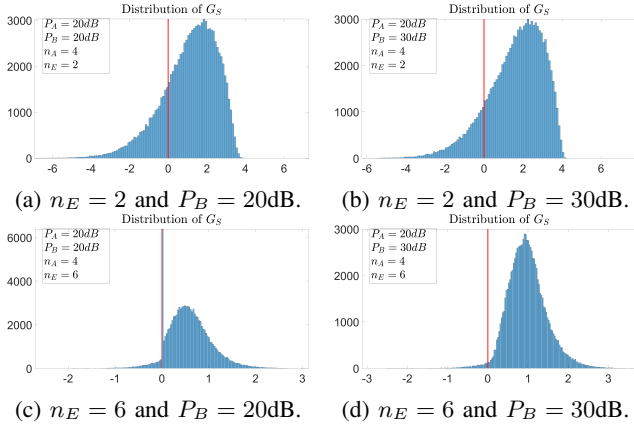 Distribution of G_S
P_A = 20dB
P_B = 20dB
n_A = 4
n_E = 2
3000
2000
1000
0
-6 -4 -2 0 2 4 6
(a) n_E = 2 and P_B = 20dB.
Distribution of G_S
P_A = 20dB
P_B = 30dB
n_A = 4
n_E = 2
3000
2000
1000
0
-6 -4 -2 0 2 4 6
(b) n_E = 2 and P_B = 30dB.
Distribution of G_S
P_A = 20dB
P_B = 20dB
n_A = 4
n_E = 6
6000
4000
2000
0
-2 -1 0 1 2 3
(c) n_E = 6 and P_B = 20dB.
Distribution of G_S
P_A = 20dB
P_B = 30dB
n_A = 4
n_E = 6
3000
2000
1000
0
-3 -2 -1 0 1 2 3
(d) n_E = 6 and P_B = 30dB.